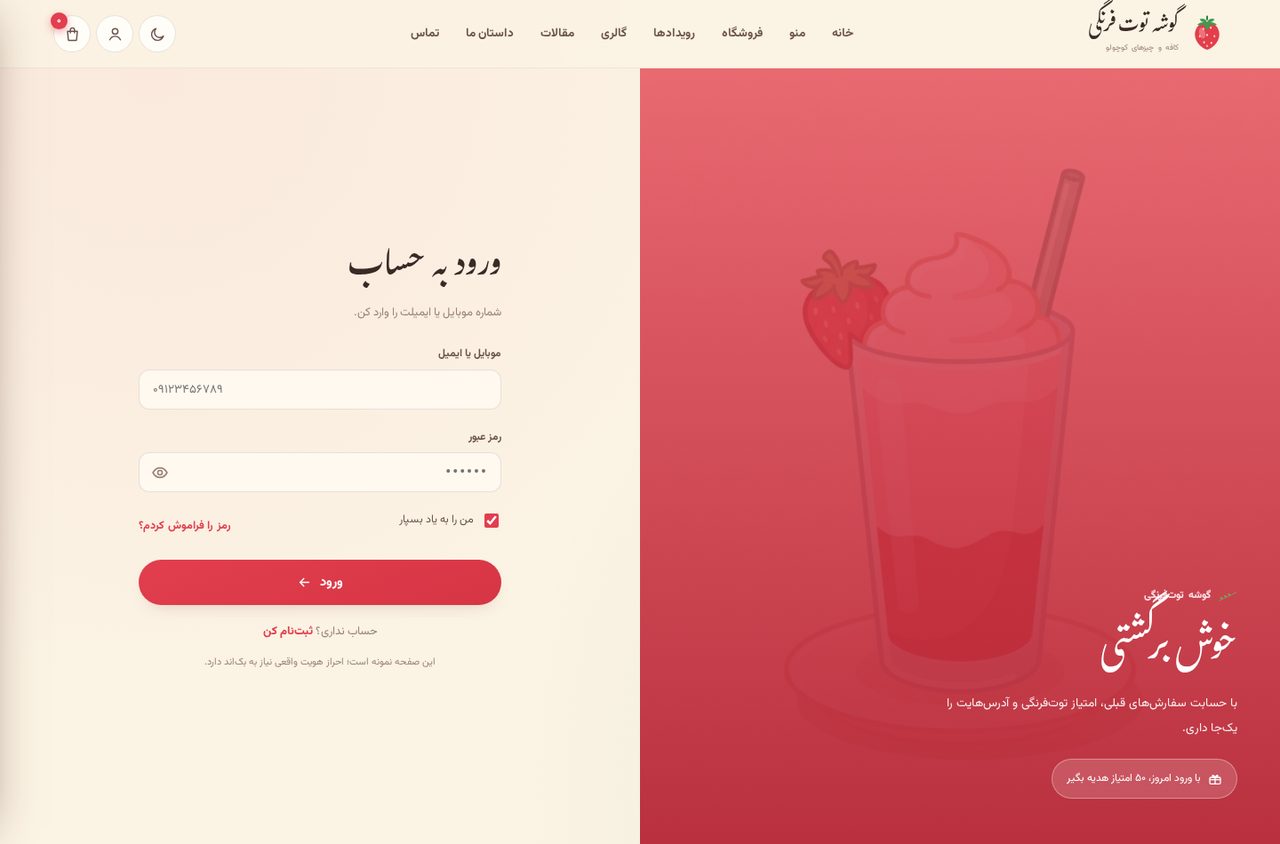 گوشه توت فرنگی
کافه و چیزهای کوچولو
خانه
منو
فروشگاه
رویدادها
گالری
مقالات
داستان ما
تماس
۰
گوشه توت‌فرنگی
خوش برگشتی
با حسابت سفارش‌های قبلی، امتیاز توت‌فرنگی و آدرس‌هایت را
یک‌جا داری.
با ورود امروز، ۵۰ امتیاز هدیه بگیر
ورود به حساب
شماره موبایل یا ایمیلت را وارد کن.
موبایل یا ایمیل
۰۹۱۲۳۴۵۶۷۸۹
رمز عبور
••••••
من را به یاد بسپار
رمز را فراموش کردم؟
ورود
حساب نداری؟ ثبت‌نام کن
این صفحه نمونه است؛ احراز هویت واقعی نیاز به بک‌اند دارد.